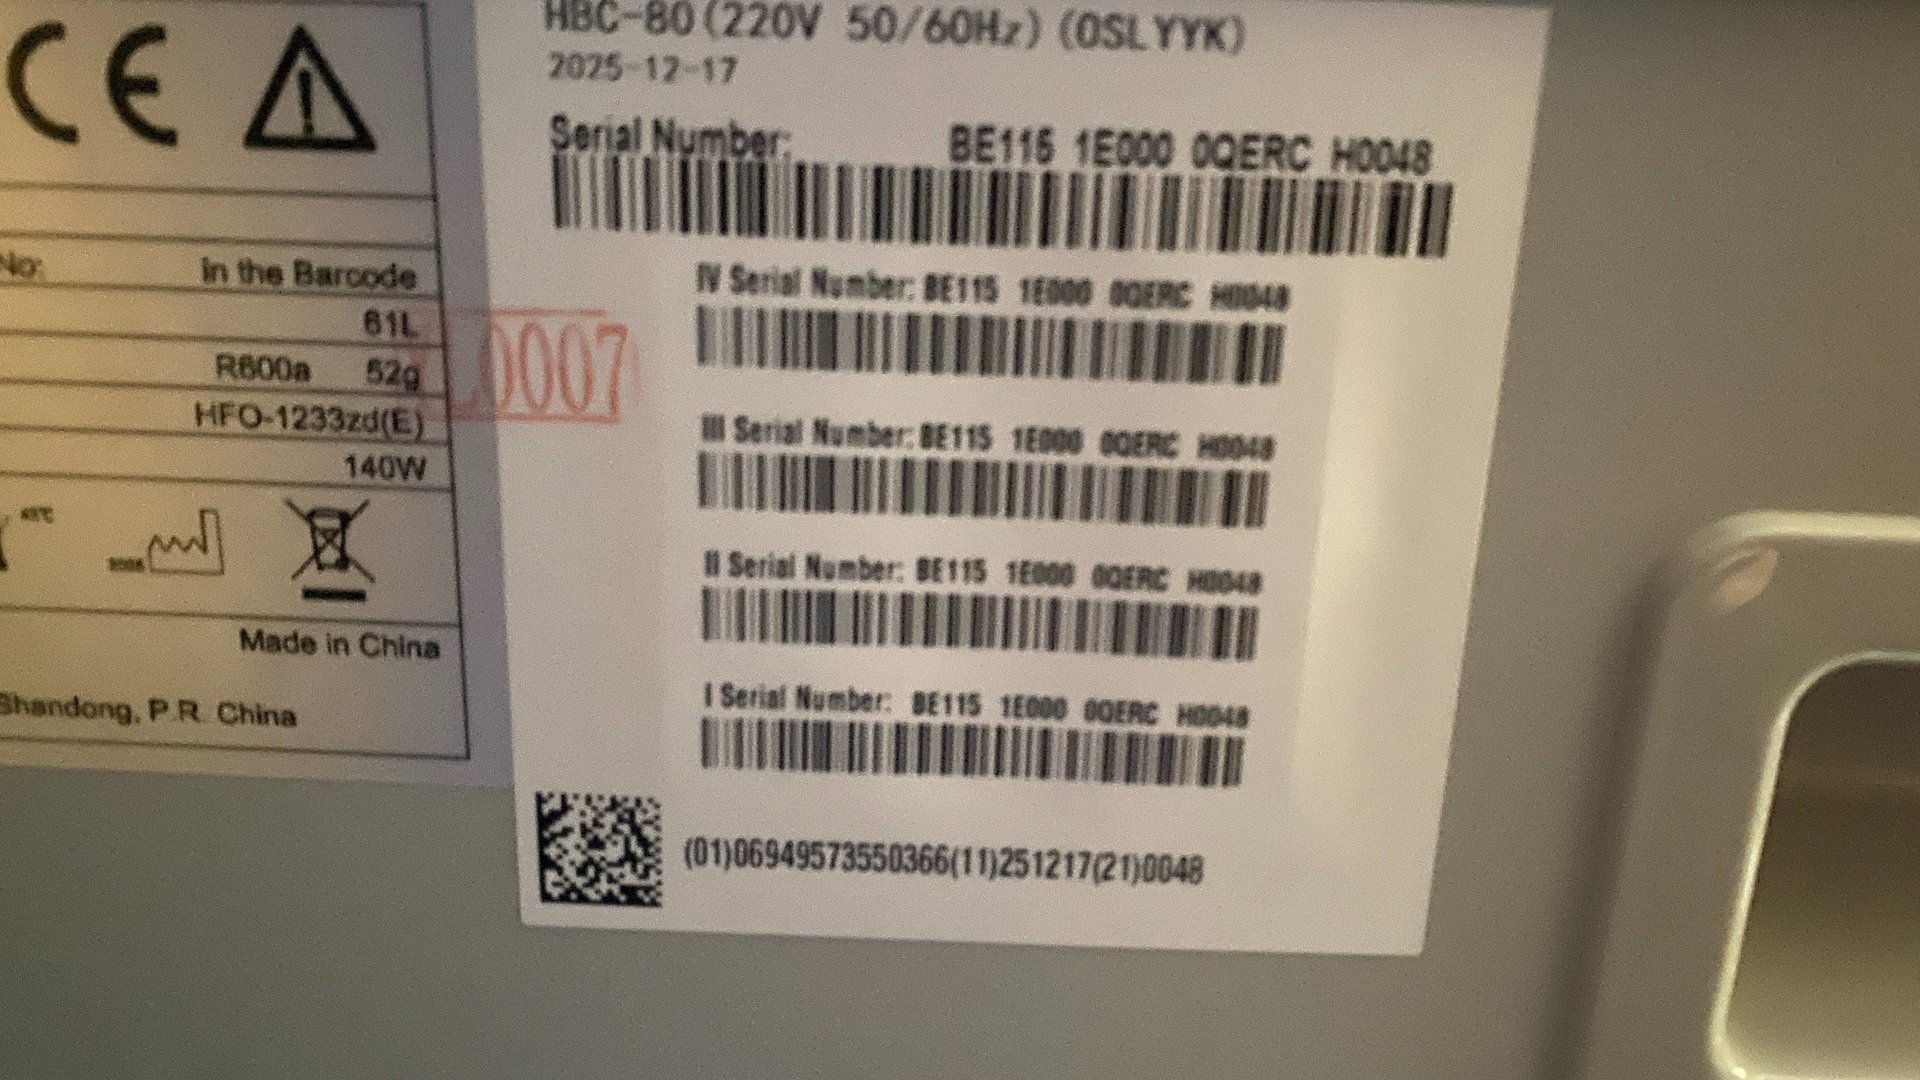 CE
No: In the Barcode
61L
R600a 52g
HFO-1233zd(E)
140W
Made in China
Shandong, P.R. China
HBC-80(220V 50/60Hz)(0SLYYK)
2025-12-17
Serial Number: BE115 1E000 0QERC H0048
IV Serial Number: BE115 1E000 0QERC H0048
III Serial Number: BE115 1E000 0QERC H0048
II Serial Number: BE115 1E000 0QERC H0048
I Serial Number: BE115 1E000 0QERC H0048
(01)06949573550366(11)251217(21)0048
L0007